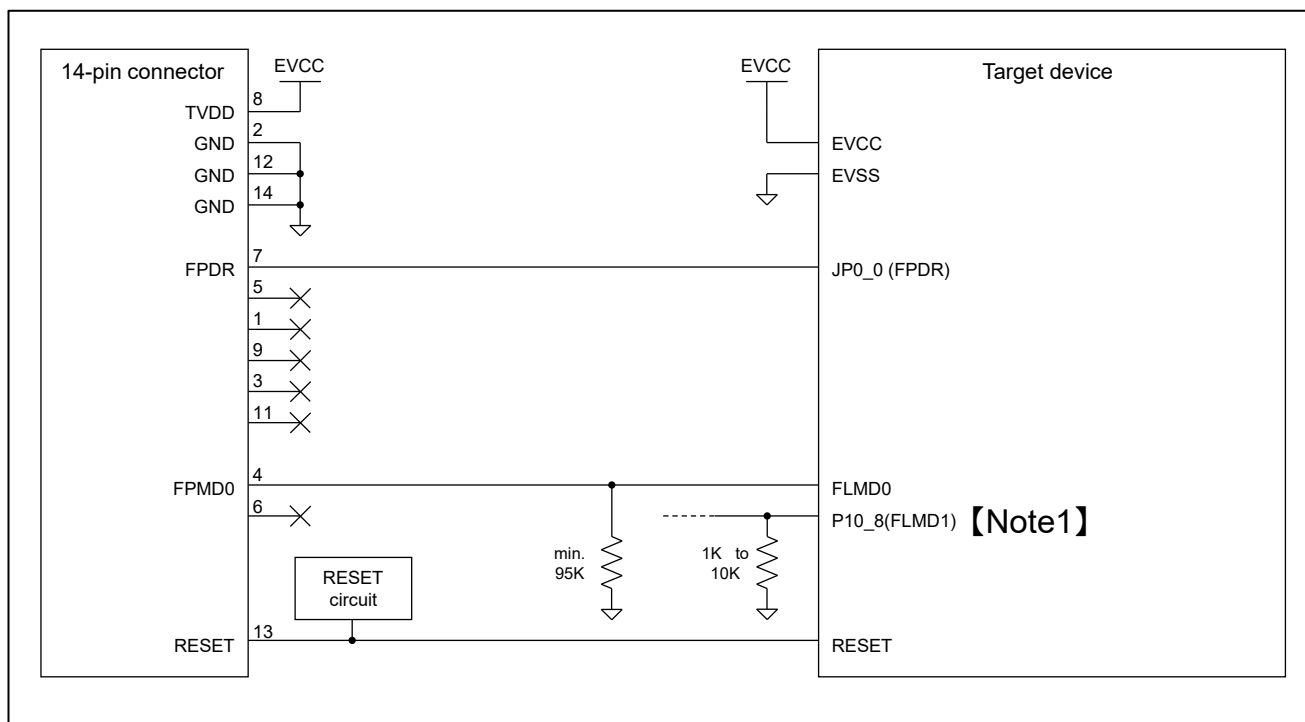 14-pin connector
EVCC
EVCC
Target device
8
TVDD
2
GND
EVCC
12
GND
EVSS
14
GND
7
FPDR
JP0_0 (FPDR)
5
1
9
3
11
4
FPMD0
FLMD0
6
P10_8(FLMD1)【Note1】
min.
95K
1K to
10K
RESET
circuit
13
RESET
RESET